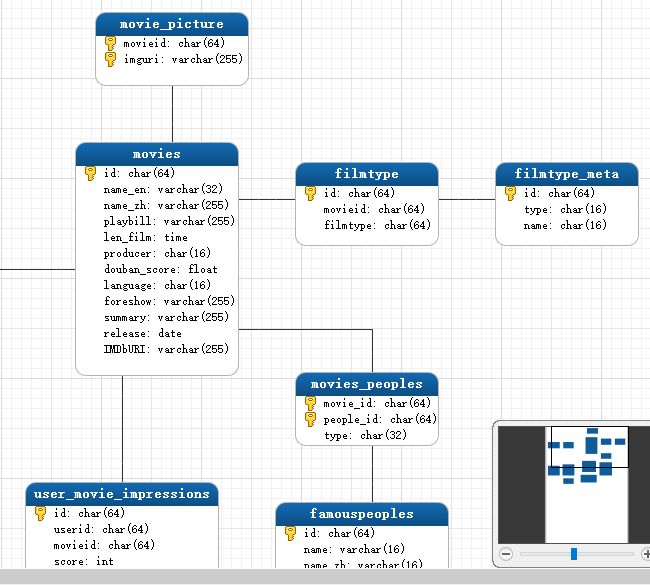 movie_picture
movieid: char(64)
imguri: varchar(255)
movies
id: char(64)
name_en: varchar(32)
name_zh: varchar(255)
playbill: varchar(255)
len_film: time
producer: char(16)
douban_score: float
language: char(16)
foreshow: varchar(255)
summary: varchar(255)
release: date
IMDbURI: varchar(255)
filmtype
id: char(64)
movieid: char(64)
filmtype: char(64)
filmtype_meta
id: char(64)
type: char(16)
name: char(16)
movies_peoples
movie_id: char(64)
people_id: char(64)
type: char(32)
user_movie_impressions
id: char(64)
userid: char(64)
movieid: char(64)
score: int
famouspeoples
id: char(64)
name: varchar(16)
name_zh: varchar(16)